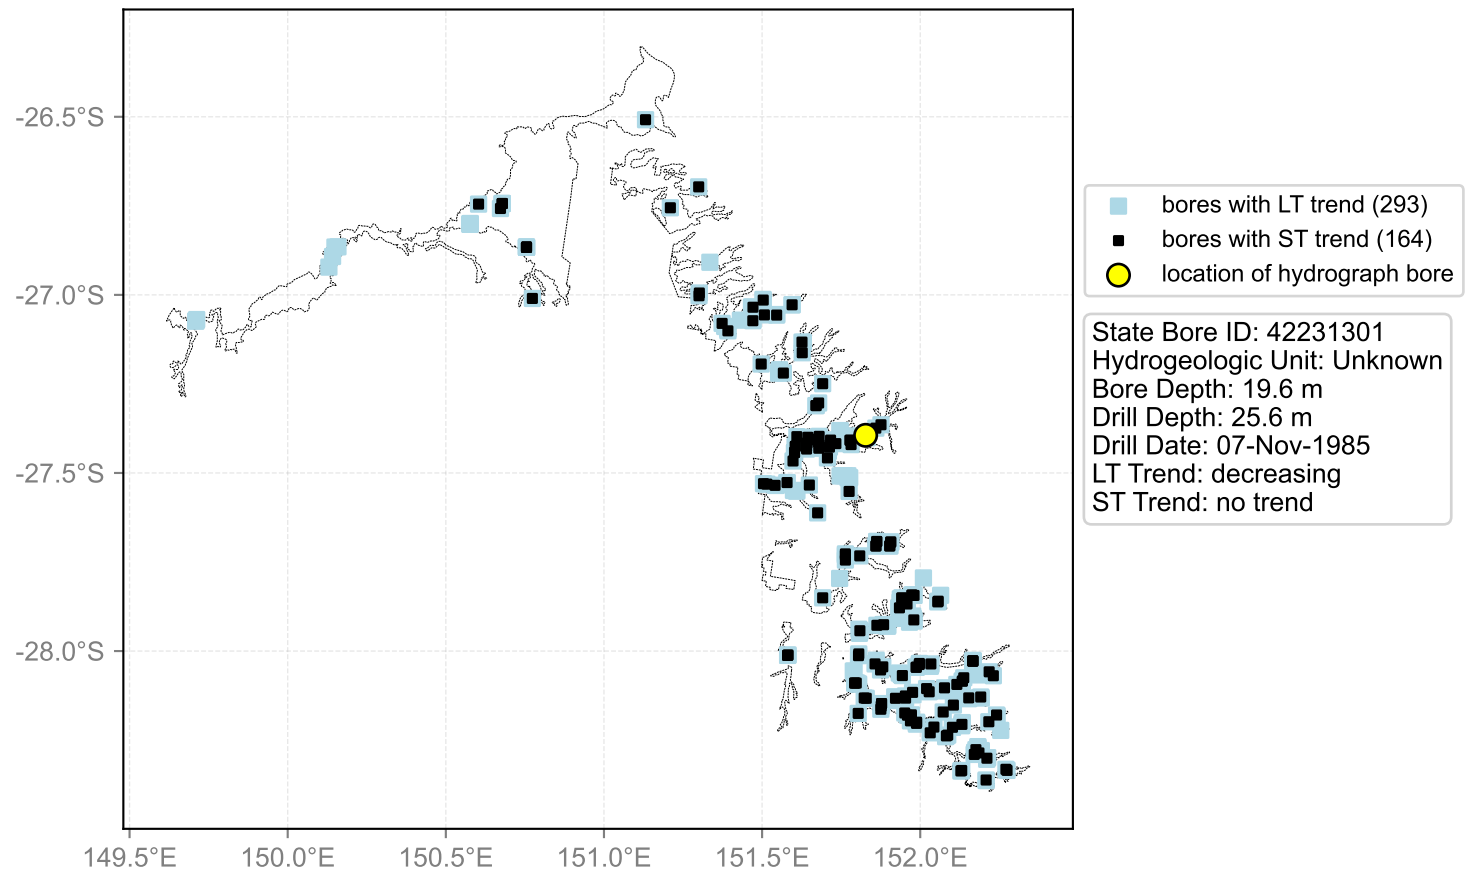 -26.5°S
-27.0°S
-27.5°S
-28.0°S
149.5°E 150.0°E 150.5°E 151.0°E 151.5°E 152.0°E
bores with LT trend (293)
bores with ST trend (164)
location of hydrograph bore
State Bore ID: 42231301
Hydrogeologic Unit: Unknown
Bore Depth: 19.6 m
Drill Depth: 25.6 m
Drill Date: 07-Nov-1985
LT Trend: decreasing
ST Trend: no trend